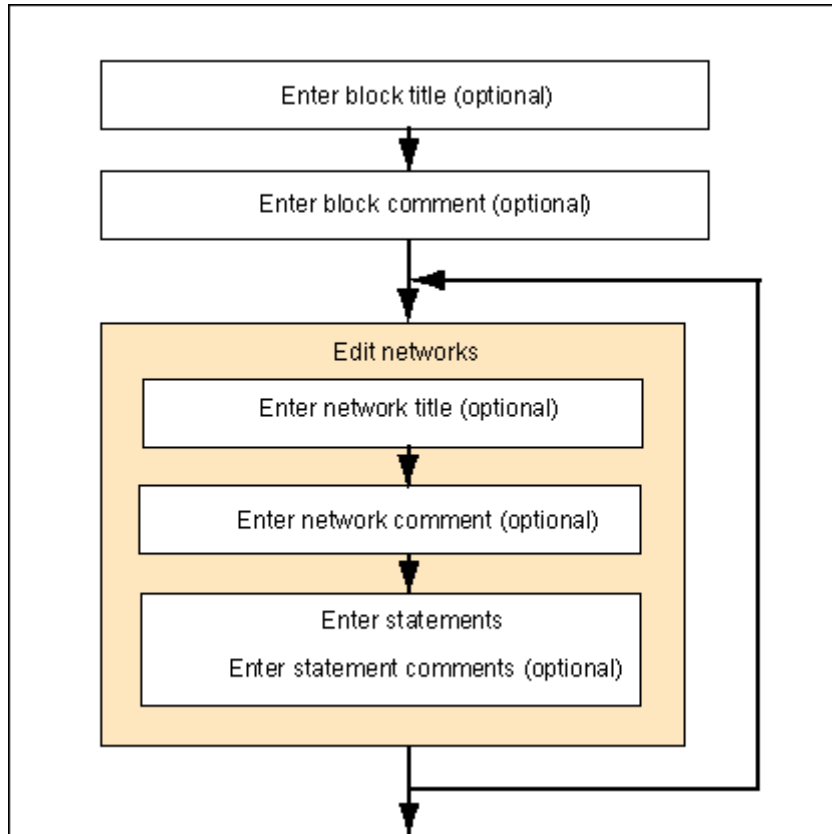 Enter block title (optional)
Enter block comment (optional)
Edit networks
Enter network title (optional)
Enter network comment (optional)
Enter statements
Enter statement comments (optional)